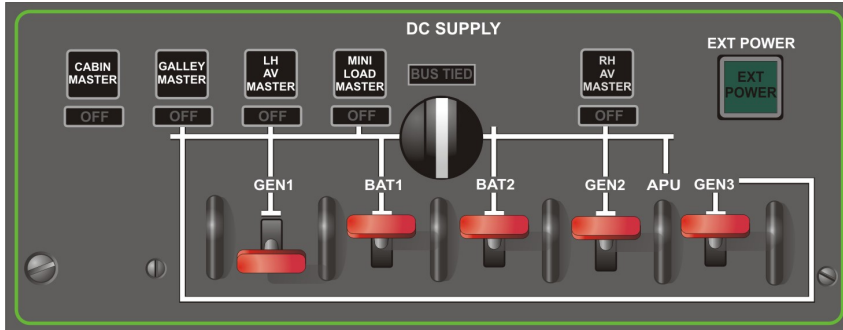 DC SUPPLY
EXT POWER
CABIN
MASTER
GALLEY
MASTER
LH
AV
MASTER
MINI
LOAD
MASTER
BUS TIED
RH
AV
MASTER
EXT
POWER
OFF
OFF
OFF
OFF
OFF
GEN1
BAT1
BAT2
GEN2
APU
GEN3